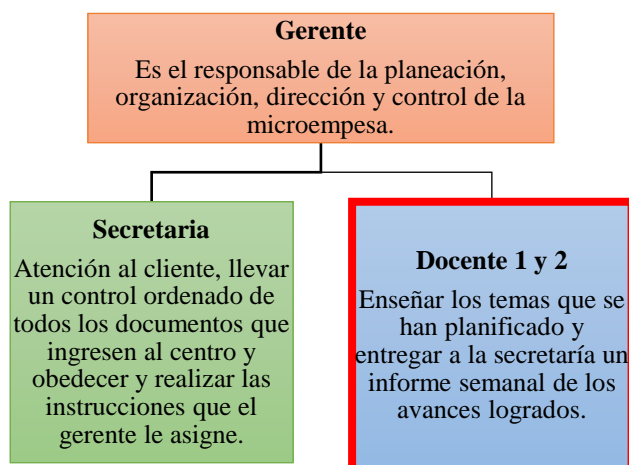 Gerente
Es el responsable de la planeación,
organización, dirección y control de la
microempesa.
Secretaria
Atención al cliente, llevar
un control ordenado de
todos los documentos que
ingresen al centro y
obedecer y realizar las
instrucciones que el
gerente le asigne.
Docente 1 y 2
Enseñar los temas que se
han planificado y
entregar a la secretaría un
informe semanal de los
avances logrados.